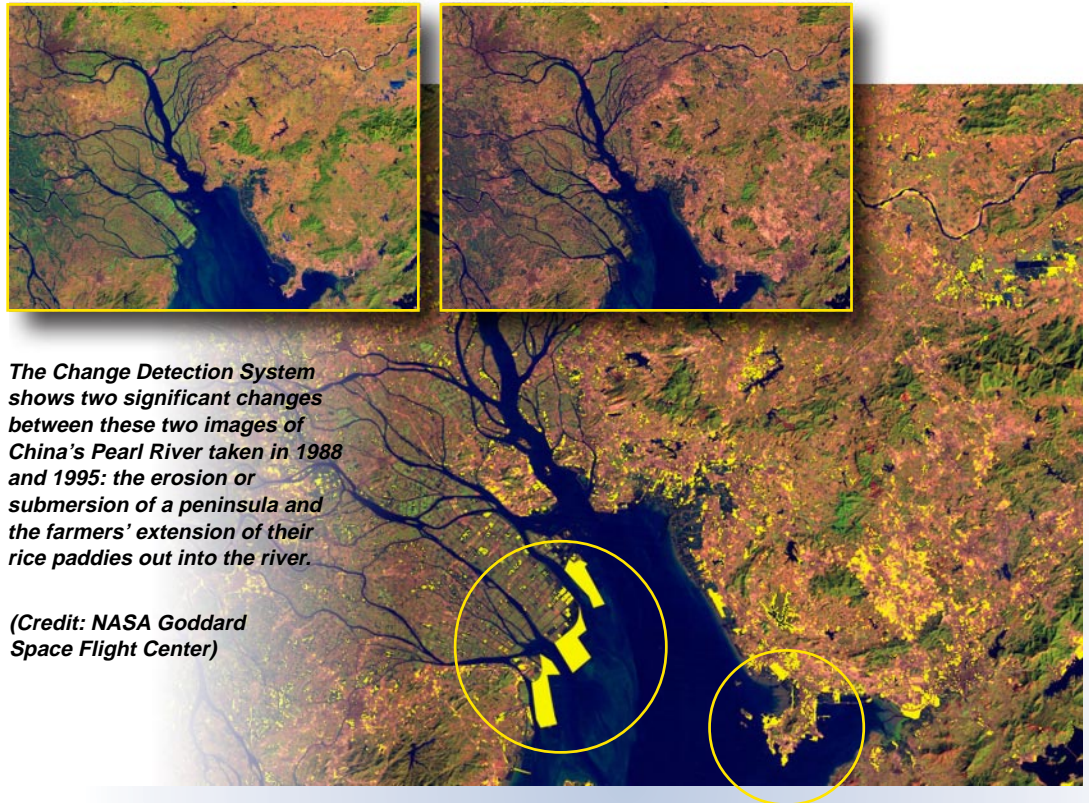 The Change Detection System
shows two significant changes
between these two images of
China's Pearl River taken in 1988
and 1995: the erosion or
submersion of a peninsula and
the farmers' extension of their
rice paddies out into the river.
(Credit: NASA Goddard
Space Flight Center)